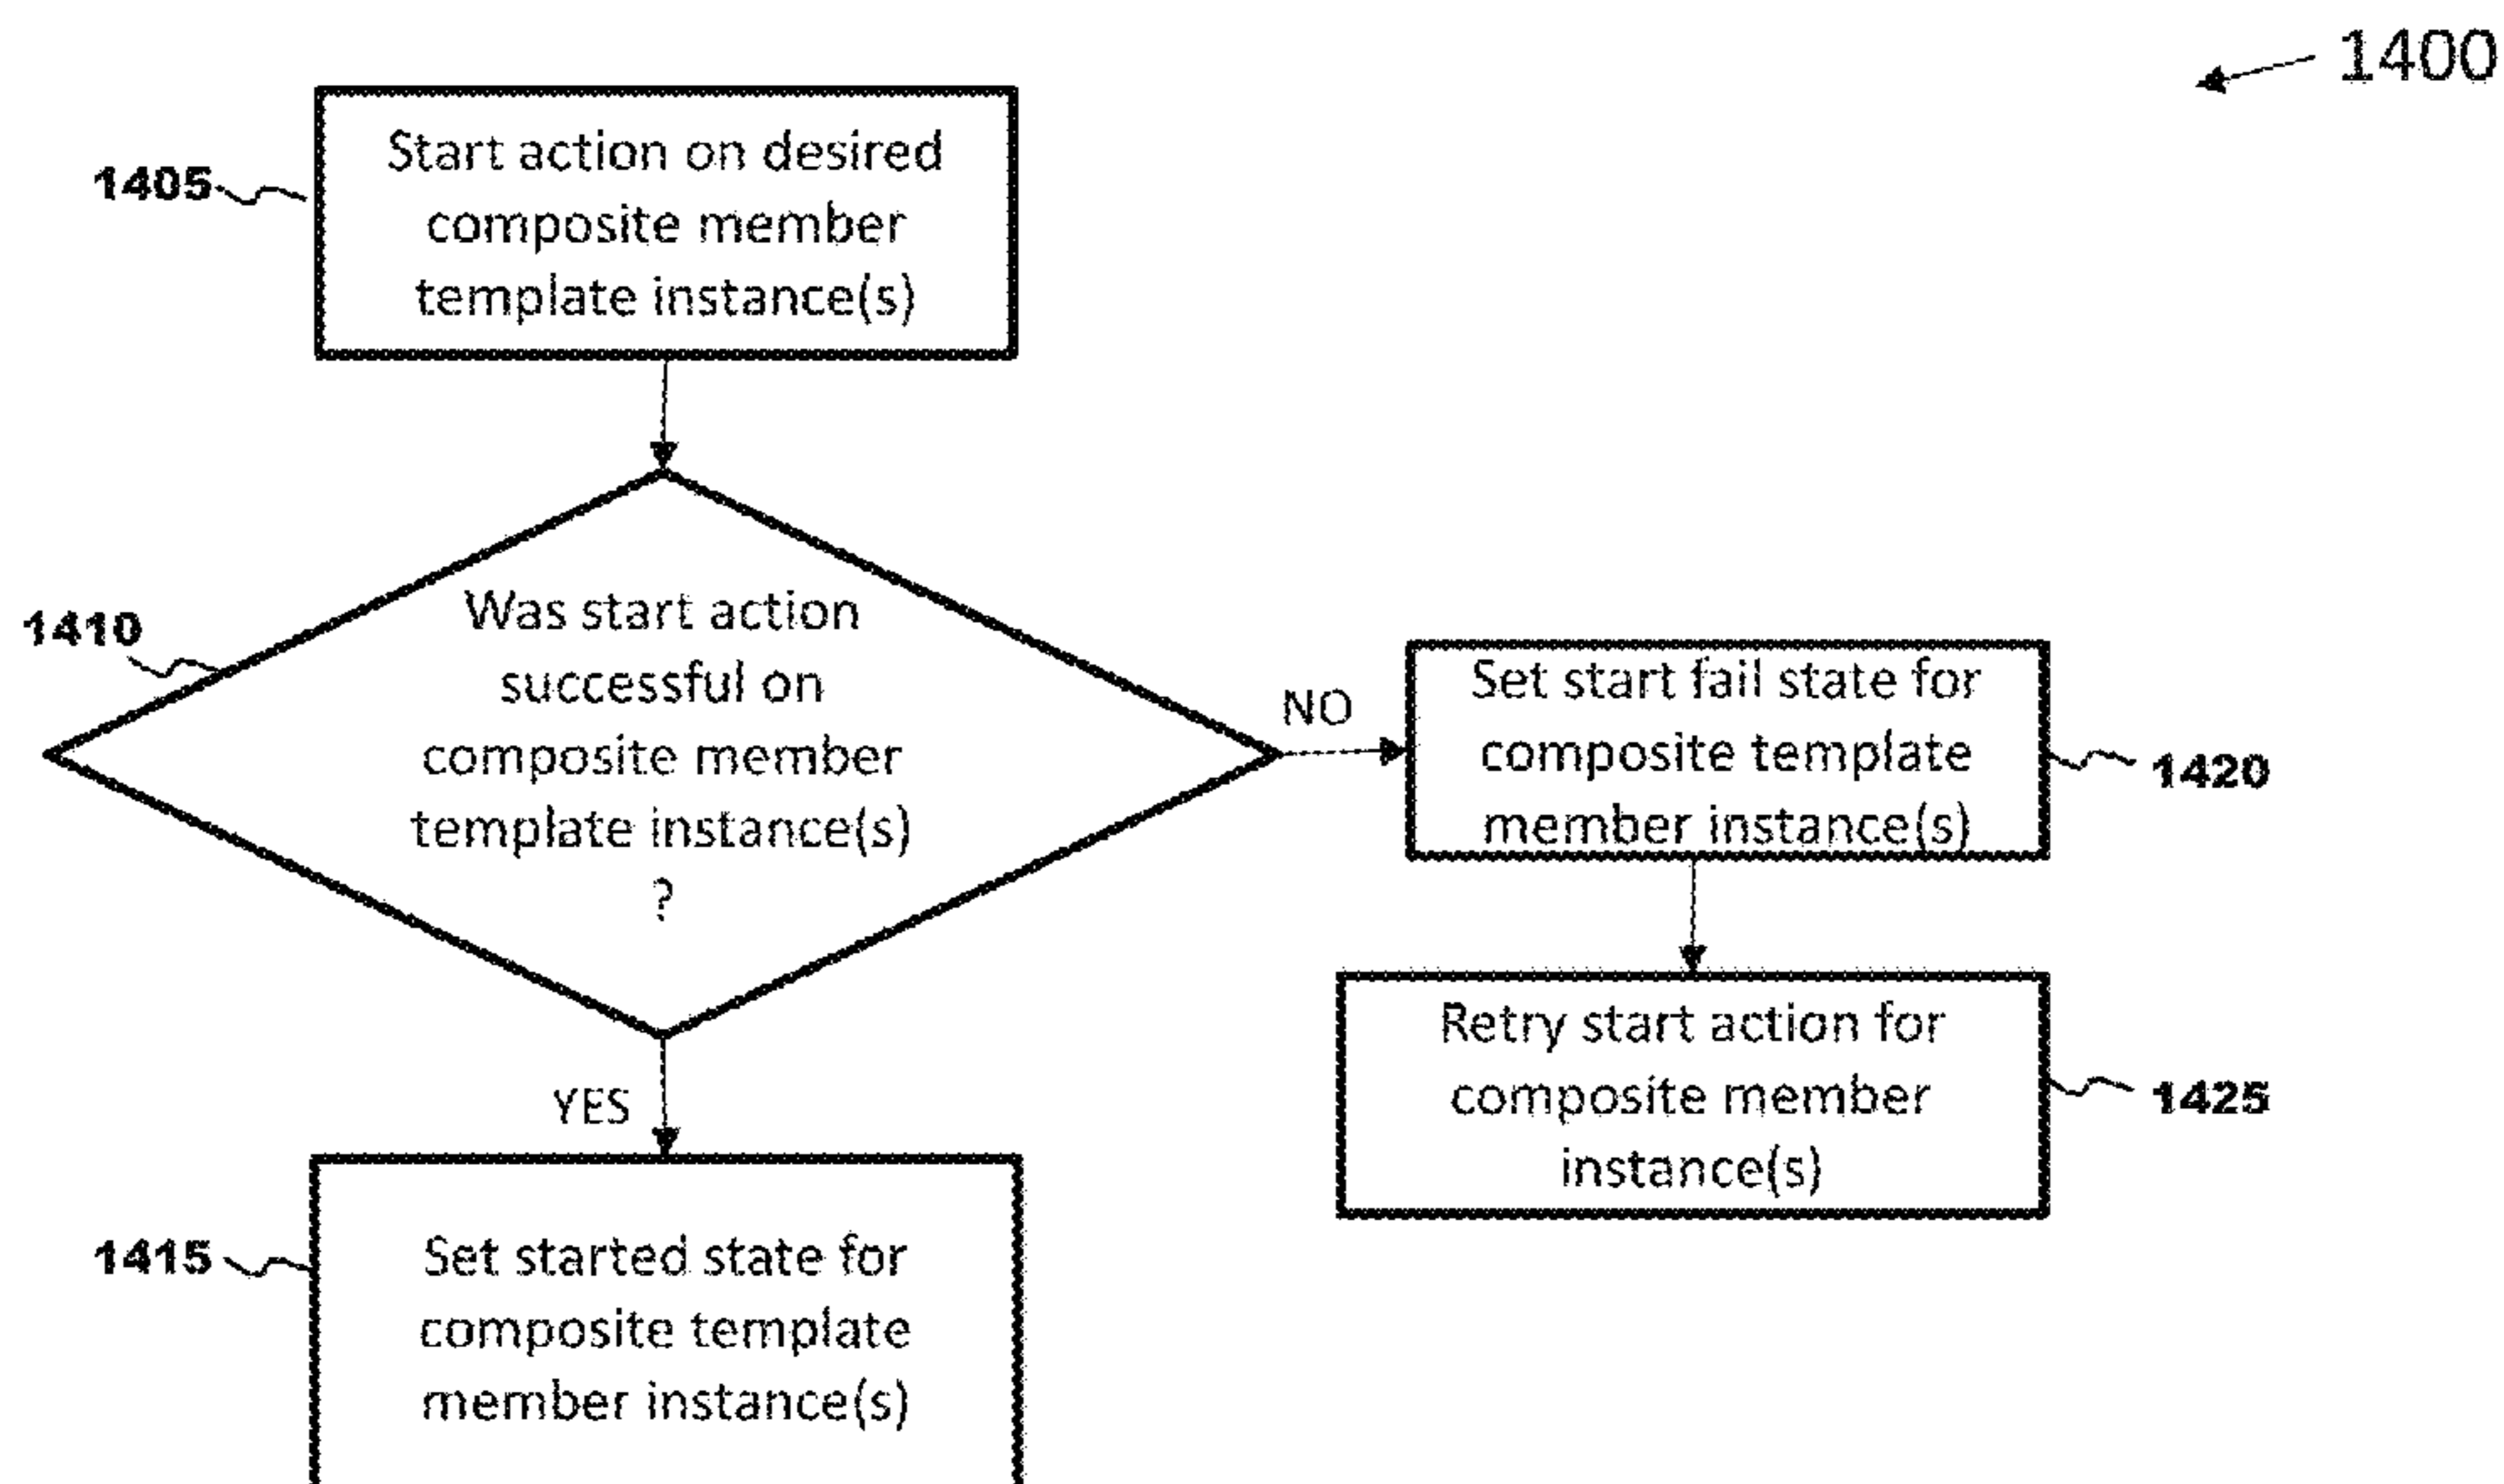 1400
1405
Start action on desired
composite member
template instance(s)
1410
Was start action
successful on
composite member
template instance(s)
?
NO
Set start fail state for
composite template
member instance(s)
1420
Retry start action for
composite member
instance(s)
1425
YES
1415
Set started state for
composite template
member instance(s)